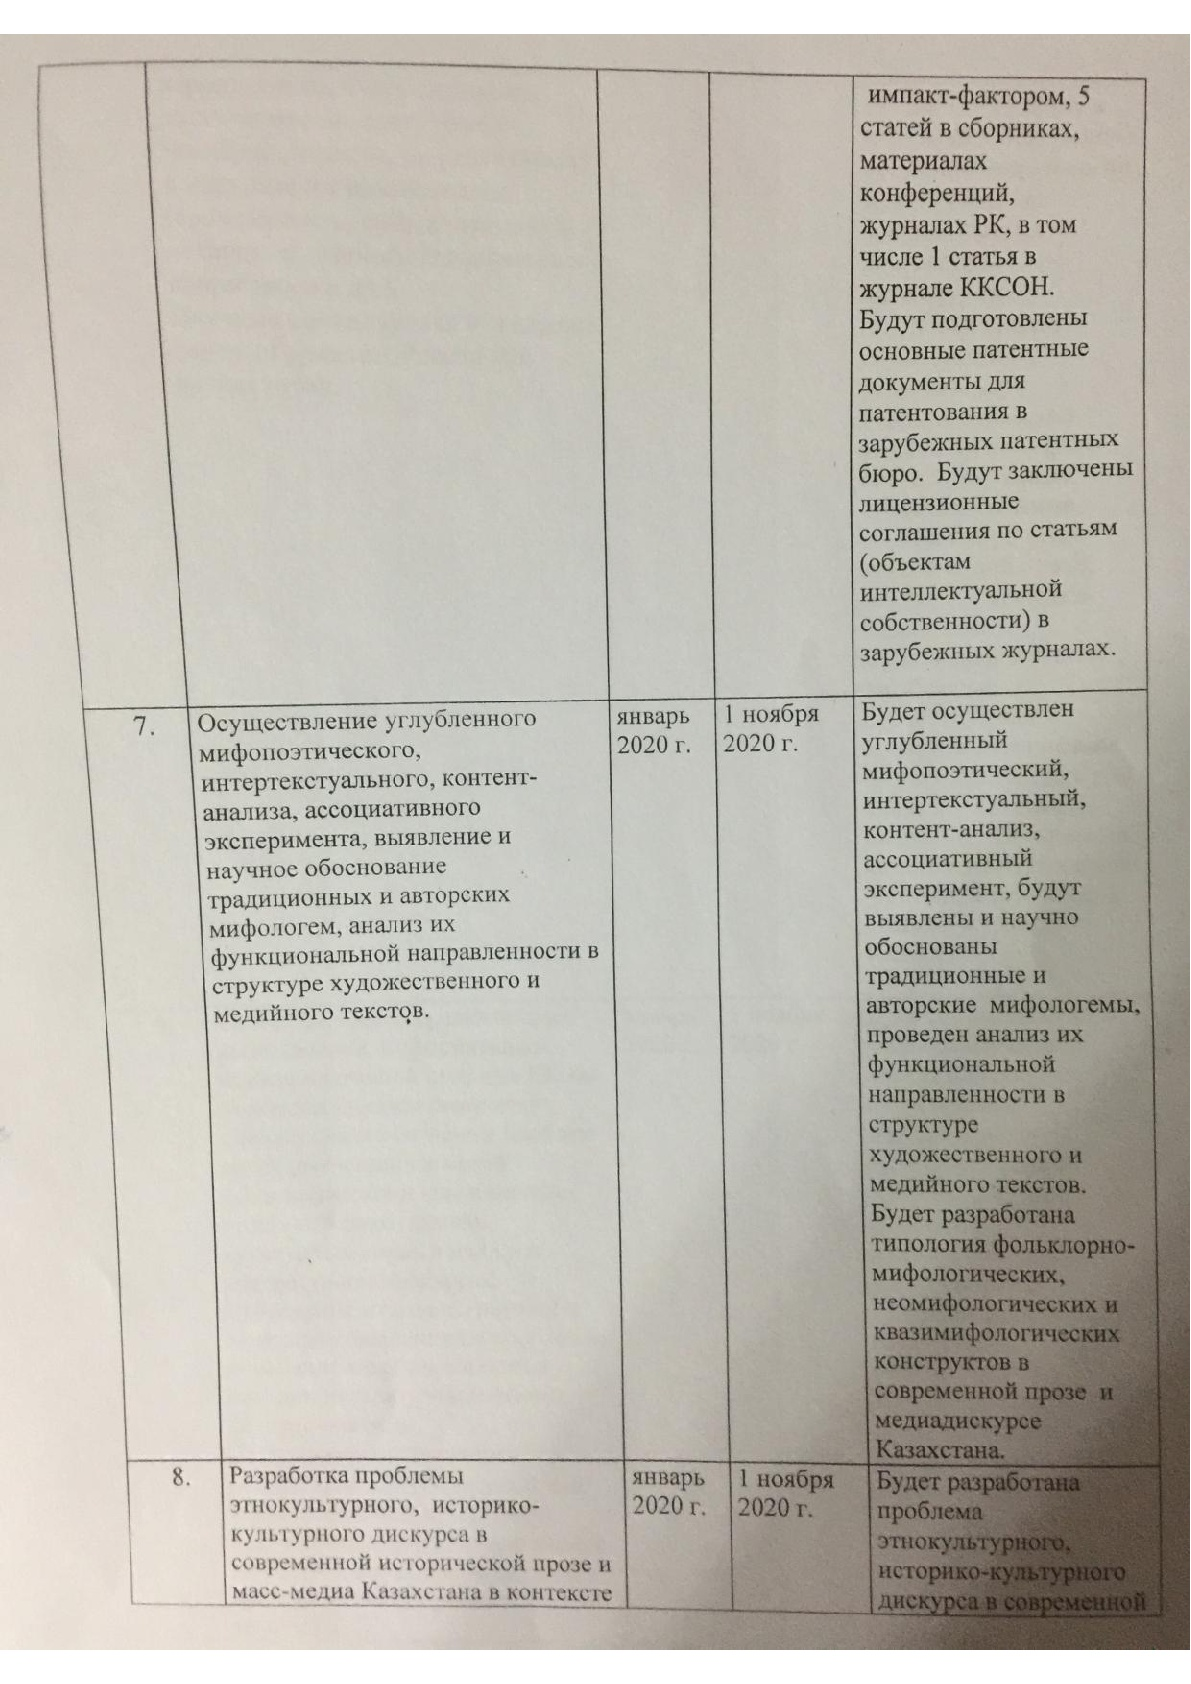 импакт-фактором, 5
статей в сборниках,
материалах
конференций,
журналах РК, в том
числе 1 статья в
журнале ККСОН.
Будут подготовлены
основные патентные
документы для
патентования в
зарубежных патентных
бюро. Будут заключены
лицензионные
соглашения по статьям
(объектам
интеллектуальной
собственности) в
зарубежных журналах.
7.
Осуществление углубленного
мифопоэтического,
интертекстуального, контент-
анализа, ассоциативного
эксперимента, выявление и
научное обоснование
традиционных и авторских
мифологем, анализ их
функциональной направленности в
структуре художественного и
медийного текстов.
январь
2020 г.
1 ноября
2020 г.
Будет осуществлен
углубленный
мифопоэтический,
интертекстуальный,
контент-анализ,
ассоциативный
эксперимент, будут
выявлены и научно
обоснованы
традиционные и
авторские мифологемы,
проведен анализ их
функциональной
направленности в
структуре
художественного и
медийного текстов.
Будет разработана
типология фольклорно-
мифологических,
неомифологических и
квазимифологических
конструктов в
современной прозе и
медиадискурсе
Казахстана.
8.
Разработка проблемы
этнокультурного, историко-
культурного дискурса в
современной исторической прозе и
масс-медиа Казахстана в контексте
январь
2020 г.
1 ноября
2020 г.
Будет разработана
проблема
этнокультурного,
историко-культурного
дискурса в современной